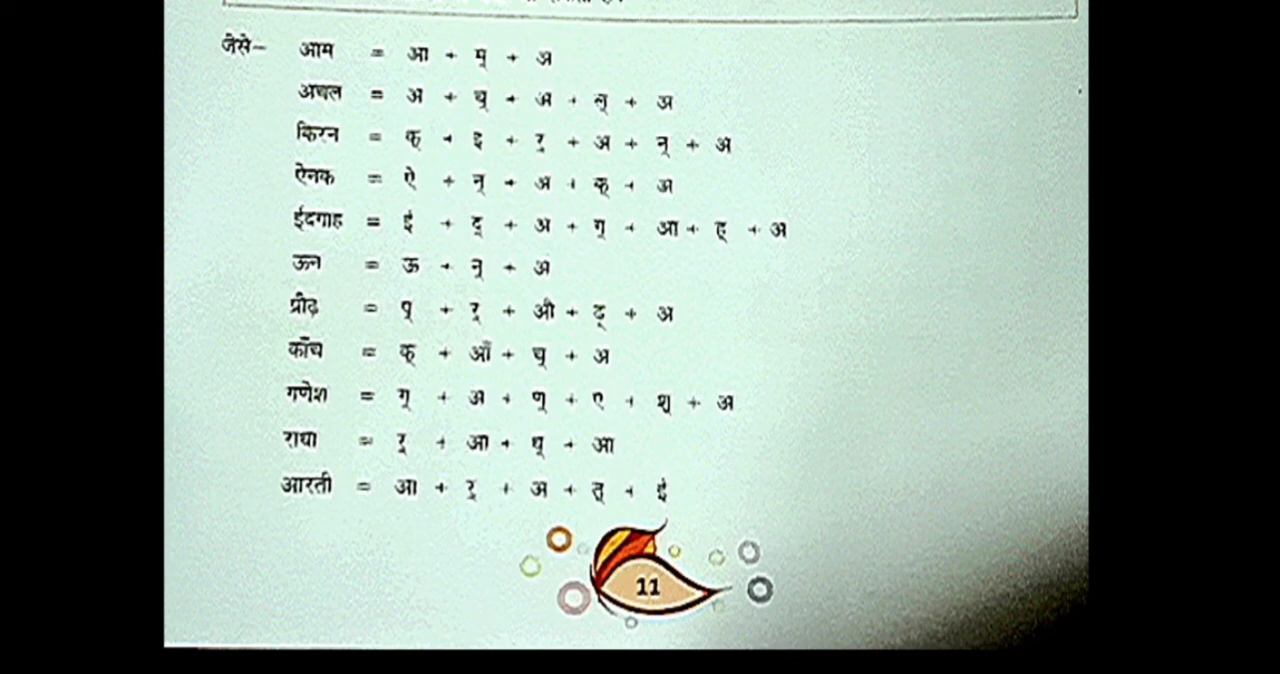 जैसे– आम = आ + म् + अ
अचल = अ + च् + अ + ल् + अ
किरन = क् + इ + र् + अ + न् + अ
ऐनक = ऐ + न् + अ + क् + अ
ईदगाह = ई + द् + अ + ग् + आ + ह् + अ
ऊन = ऊ + न् + अ
प्रौढ़ = प् + र् + औ + ढ़् + अ
काँच = क् + आँ + च् + अ
गणेश = ग् + अ + ण् + ए + श् + अ
राधा = र् + आ + ध् + आ
आरती = आ + र् + अ + त् + ई
11